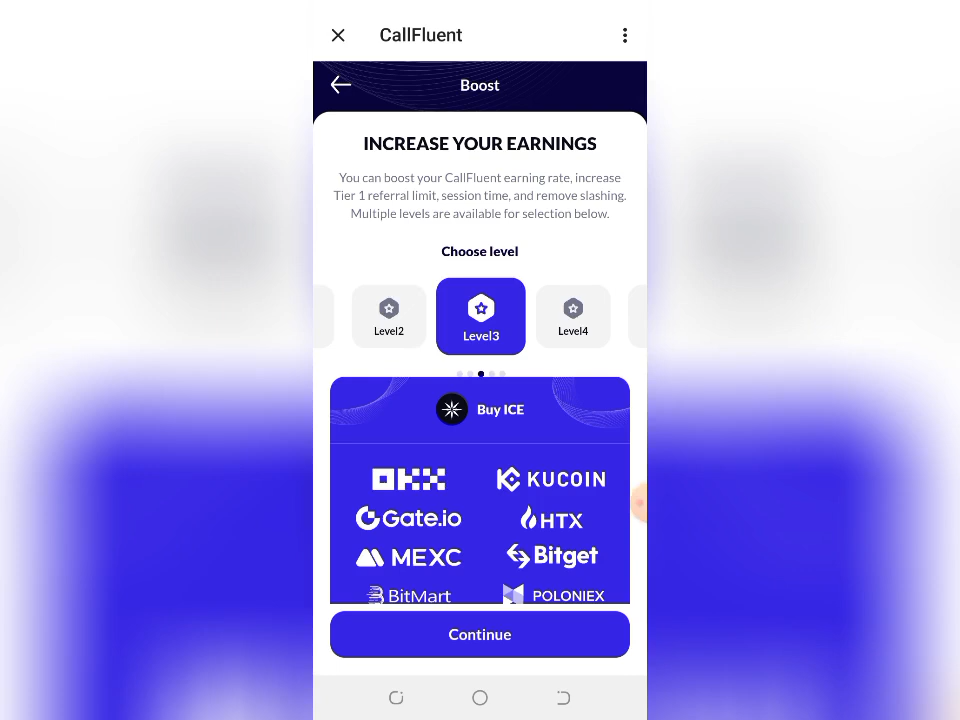 CallFluent
Boost
INCREASE YOUR EARNINGS
You can boost your CallFluent earning rate, increase
Tier 1 referral limit, session time, and remove slashing.
Multiple levels are available for selection below.
Choose level
Level2
Level3
Level4
Buy ICE
OKX
KUCOIN
Gate.io
HTX
MEXC
Bitget
BitMart
POLONIEX
Continue